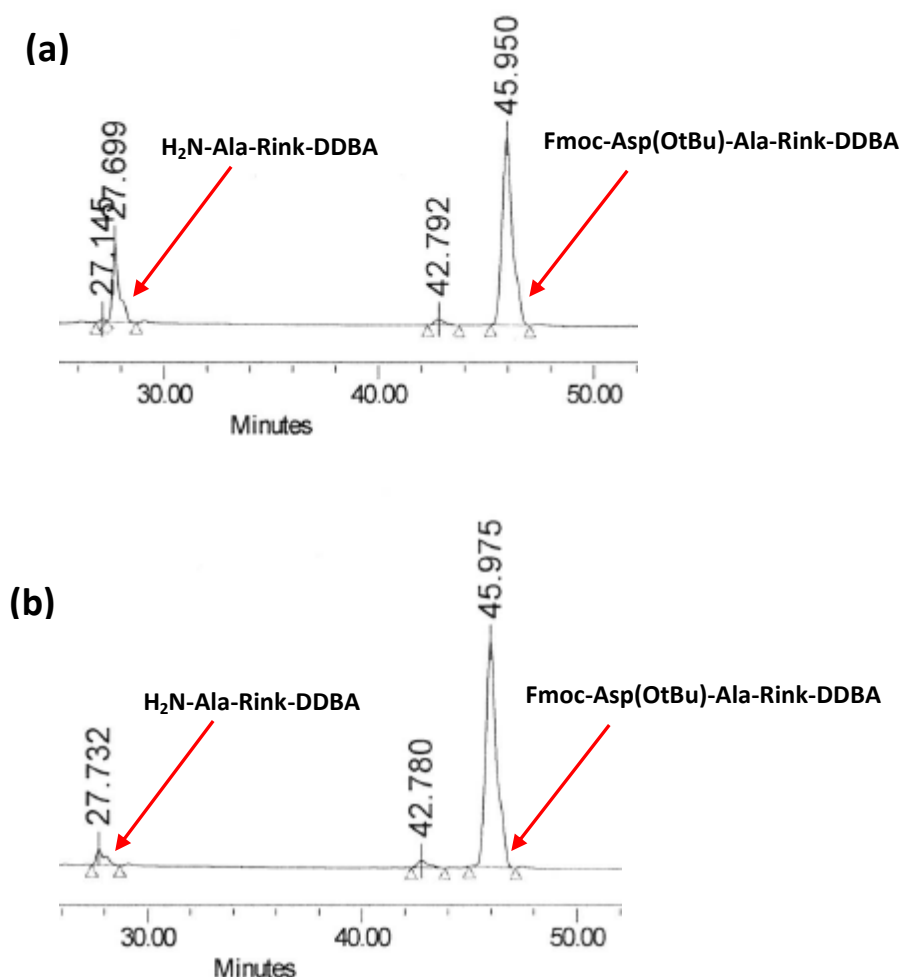 (a)
27.145
27.699
H₂N-Ala-Rink-DDBA
42.792
45.950
Fmoc-Asp(OtBu)-Ala-Rink-DDBA
30.00 40.00 50.00
Minutes
(b)
27.732
H₂N-Ala-Rink-DDBA
42.780
45.975
Fmoc-Asp(OtBu)-Ala-Rink-DDBA
30.00 40.00 50.00
Minutes